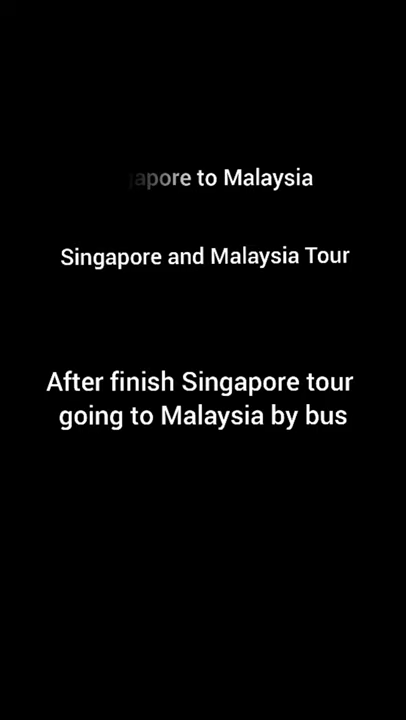 to Malaysia
Singapore and Malaysia Tour
After finish Singapore tour
going to Malaysia by bus